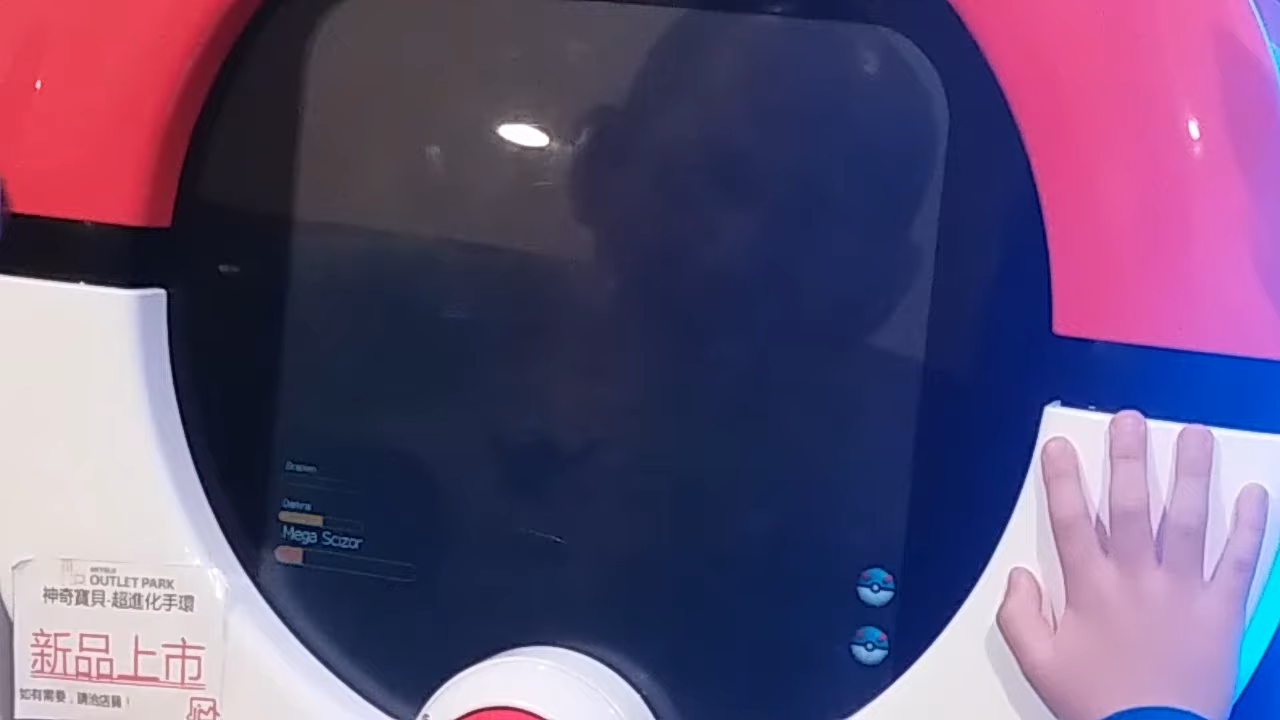 Drapion
Mega Scizor
OUTLET PARK
神奇寶貝-超進化手環
新品上市
如有需要，請洽店員！